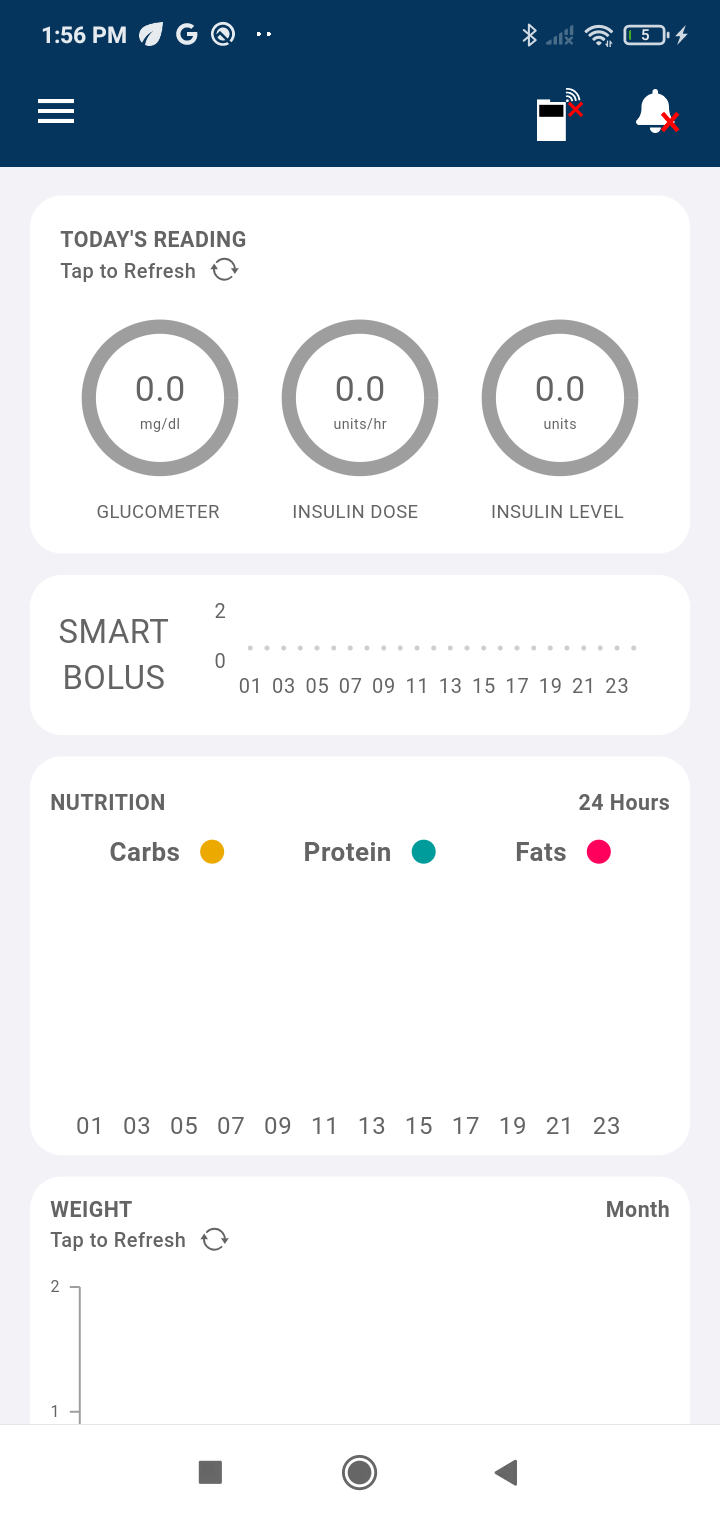 1:56 PM
5
TODAY'S READING
Tap to Refresh
0.0 0.0 0.0
mg/dl units/hr units
GLUCOMETER INSULIN DOSE INSULIN LEVEL
SMART
BOLUS
2
0
01 03 05 07 09 11 13 15 17 19 21 23
NUTRITION 24 Hours
Carbs Protein Fats
01 03 05 07 09 11 13 15 17 19 21 23
WEIGHT Month
Tap to Refresh
2
1